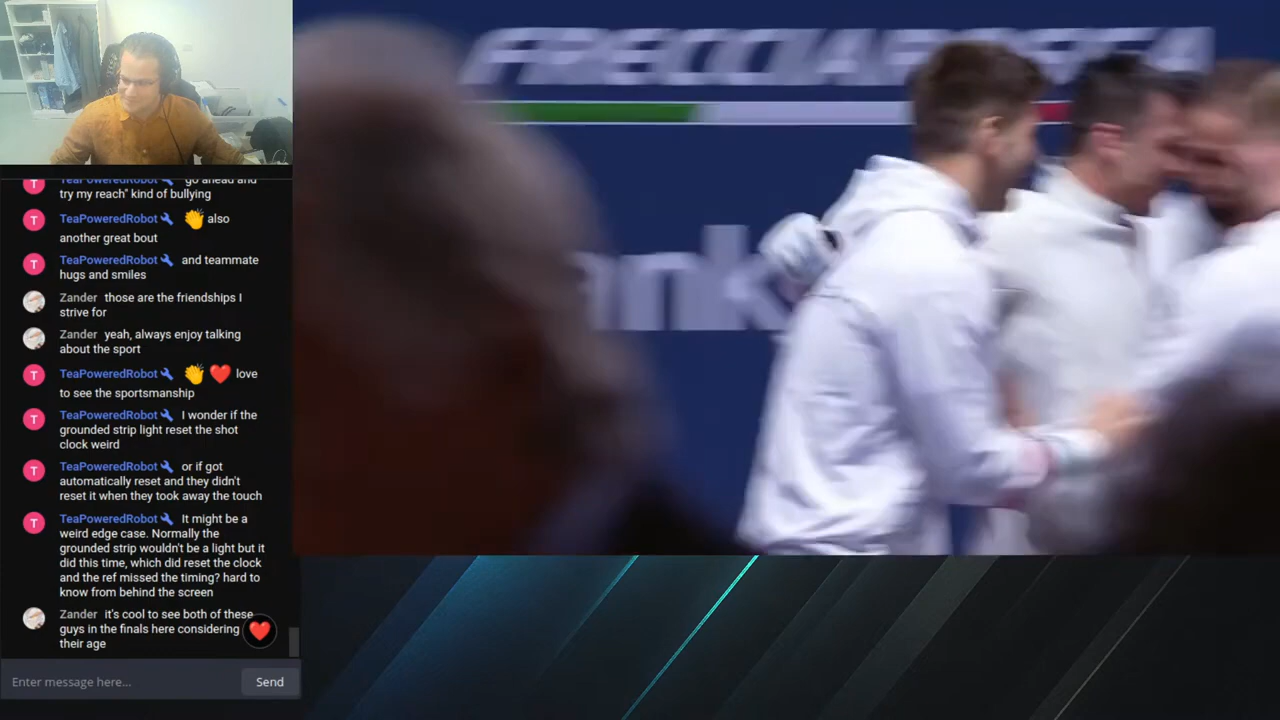 FRECCIAROSSA
ank
TeaPoweredRobot go ahead and
try my reach" kind of bullying
TeaPoweredRobot 👏 also
another great bout
TeaPoweredRobot and teammate
hugs and smiles
Zander those are the friendships I
strive for
Zander yeah, always enjoy talking
about the sport
TeaPoweredRobot 👏 ❤️ love
to see the sportsmanship
TeaPoweredRobot I wonder if the
grounded strip light reset the shot
clock weird
TeaPoweredRobot or if got
automatically reset and they didn't
reset it when they took away the touch
TeaPoweredRobot It might be a
weird edge case. Normally the
grounded strip wouldn't be a light but it
did this time, which did reset the clock
and the ref missed the timing? hard to
know from behind the screen
Zander it's cool to see both of these
guys in the finals here considering
their age
Enter message here...
Send